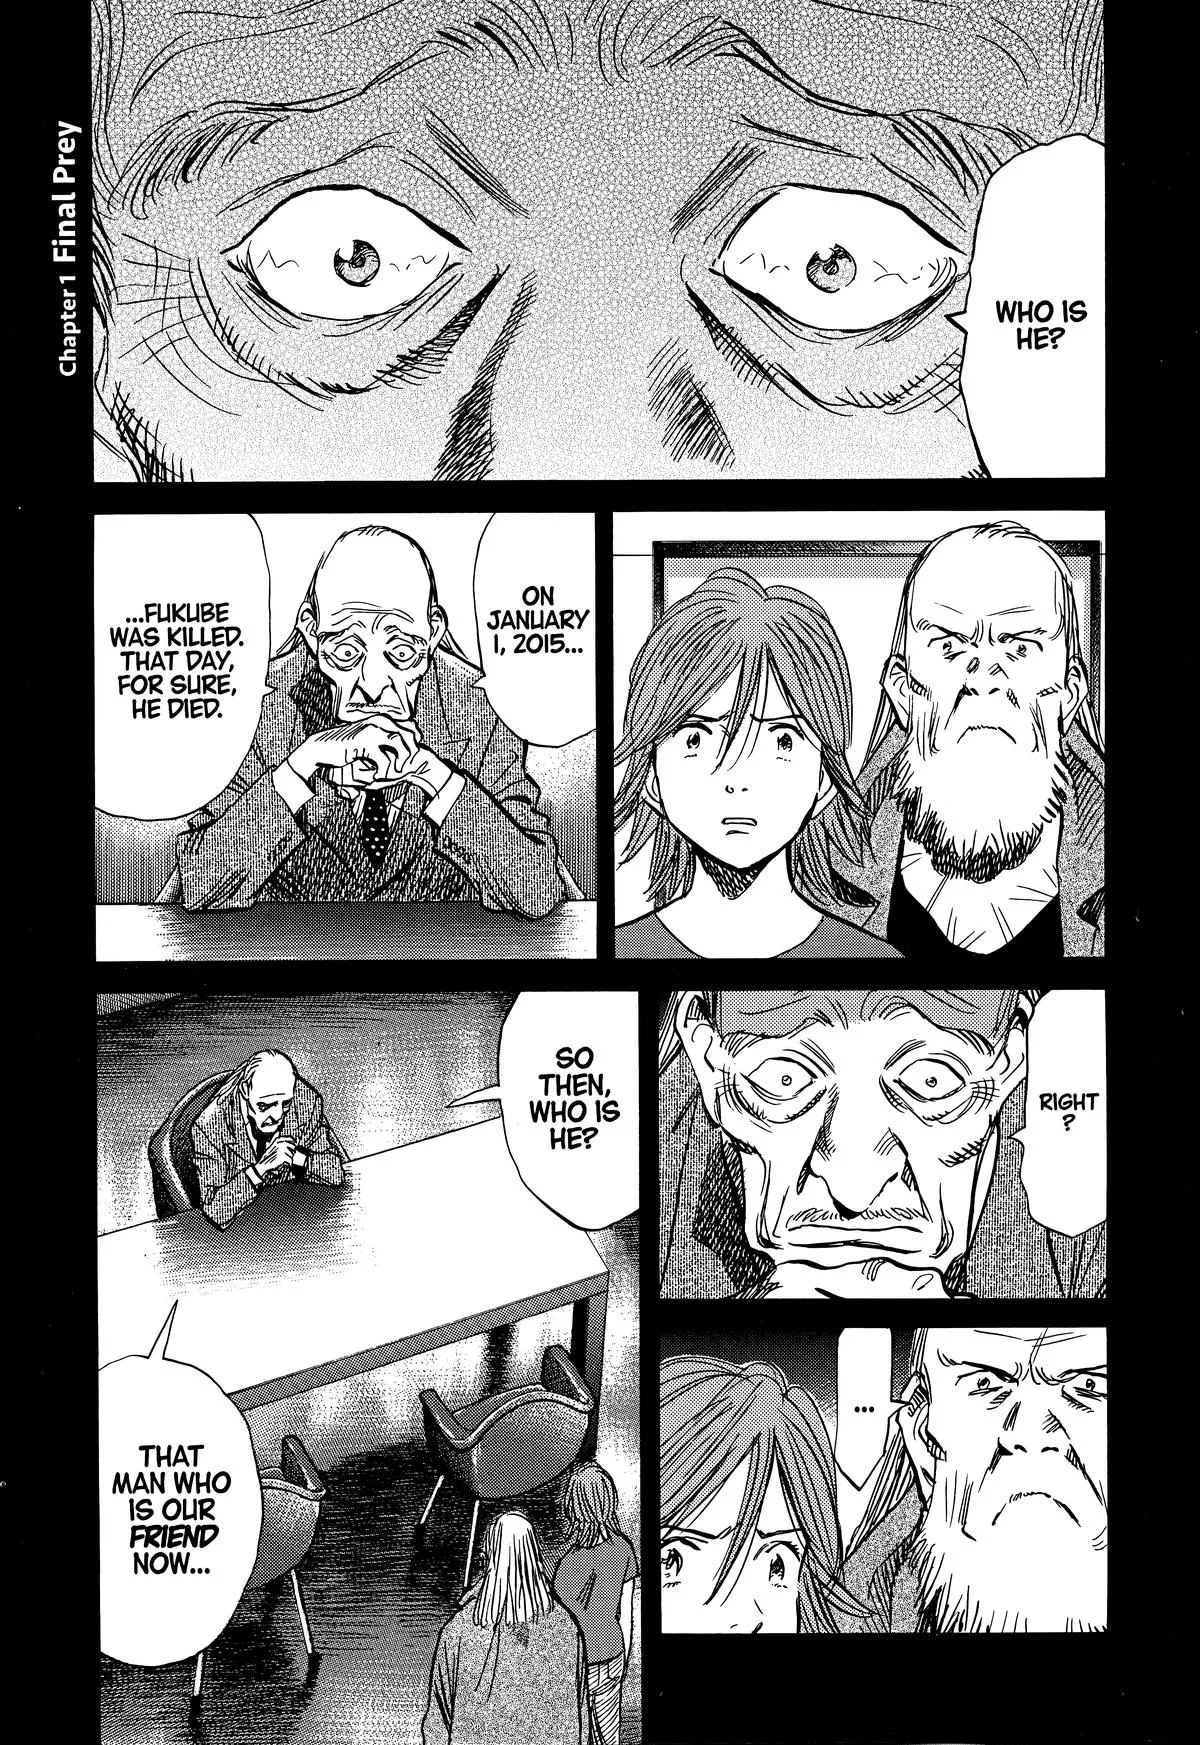 Chapter 1 Final Prey
WHO IS
HE?
ON
JANUARY
1, 2015...
...FUKUBE
WAS KILLED.
THAT DAY,
FOR SURE,
HE DIED.
RIGHT
?
...
SO
THEN,
WHO IS
HE?
THAT
MAN WHO
IS OUR
FRIEND
NOW...